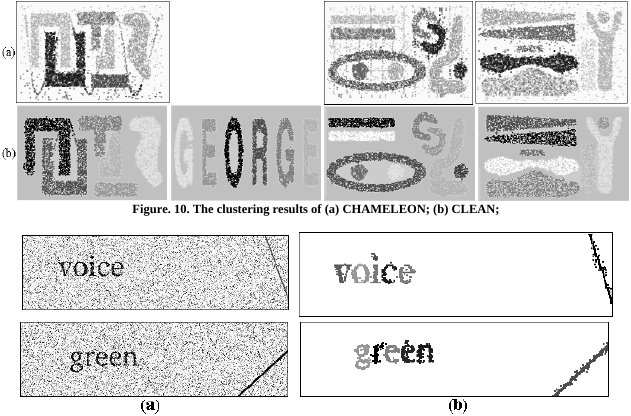 (a)
(b) GEORGE
Figure. 10. The clustering results of (a) CHAMELEON; (b) CLEAN;
voice voice
green green
(a) (b)